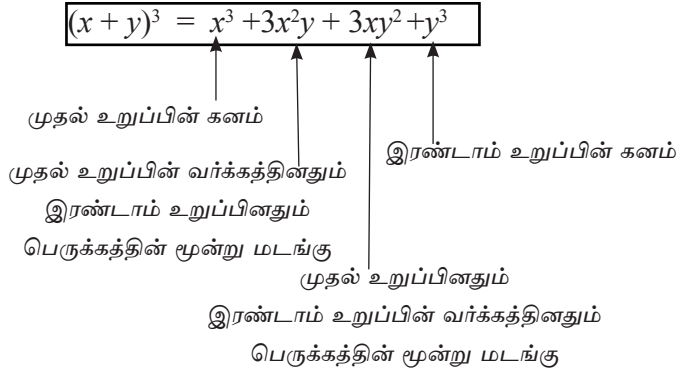 (x + y)³ = x³ +3x²y + 3xy² +y³
முதல் உறுப்பின் கனம்
இரண்டாம் உறுப்பின் கனம்
முதல் உறுப்பின் வர்க்கத்தினதும்
இரண்டாம் உறுப்பினதும்
பெருக்கத்தின் மூன்று மடங்கு
முதல் உறுப்பினதும்
இரண்டாம் உறுப்பின் வர்க்கத்தினதும்
பெருக்கத்தின் மூன்று மடங்கு